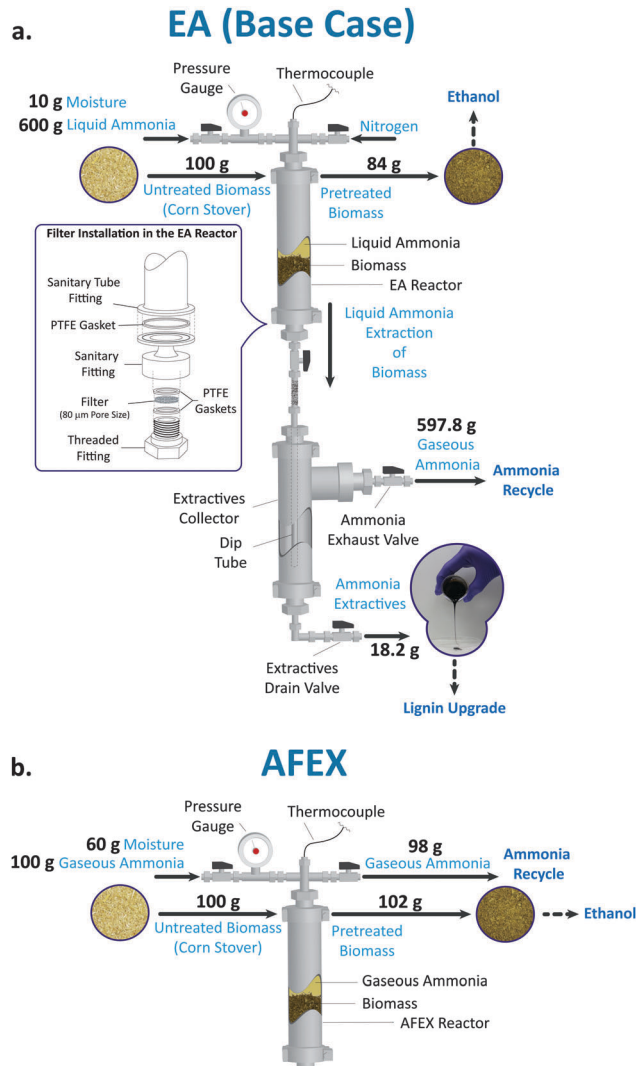 a.
EA (Base Case)
Pressure
Gauge
Thermocouple
10 g Moisture
600 g Liquid Ammonia
Nitrogen
Ethanol
100 g
Untreated Biomass
(Corn Stover)
84 g
Pretreated
Biomass
Liquid Ammonia
Biomass
EA Reactor
Filter Installation in the EA Reactor
Sanitary Tube
Fitting
PTFE Gasket
Sanitary
Fitting
Filter
(80 µm Pore Size)
PTFE
Gaskets
Threaded
Fitting
Liquid Ammonia
Extraction
of
Biomass
597.8 g
Gaseous
Ammonia
Ammonia
Recycle
Extractives
Collector
Dip
Tube
Ammonia
Exhaust Valve
Ammonia
Extractives
18.2 g
Extractives
Drain Valve
Lignin Upgrade
b.
AFEX
Pressure
Gauge
Thermocouple
60 g Moisture
100 g Gaseous Ammonia
98 g
Gaseous Ammonia
Ammonia
Recycle
100 g
Untreated Biomass
(Corn Stover)
102 g
Pretreated
Biomass
Ethanol
Gaseous Ammonia
Biomass
AFEX Reactor